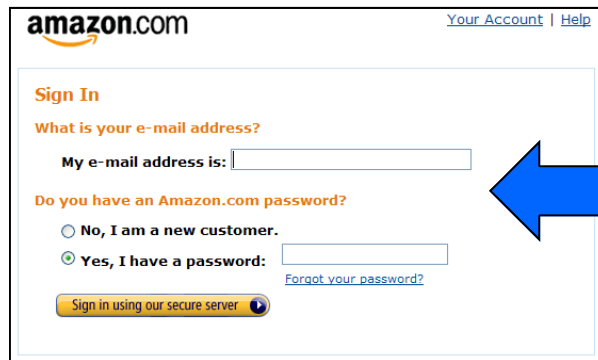 amazon.com
Your Account | Help
Sign In
What is your e-mail address?
My e-mail address is:
Do you have an Amazon.com password?
No, I am a new customer.
Yes, I have a password:
Forgot your password?
Sign in using our secure server